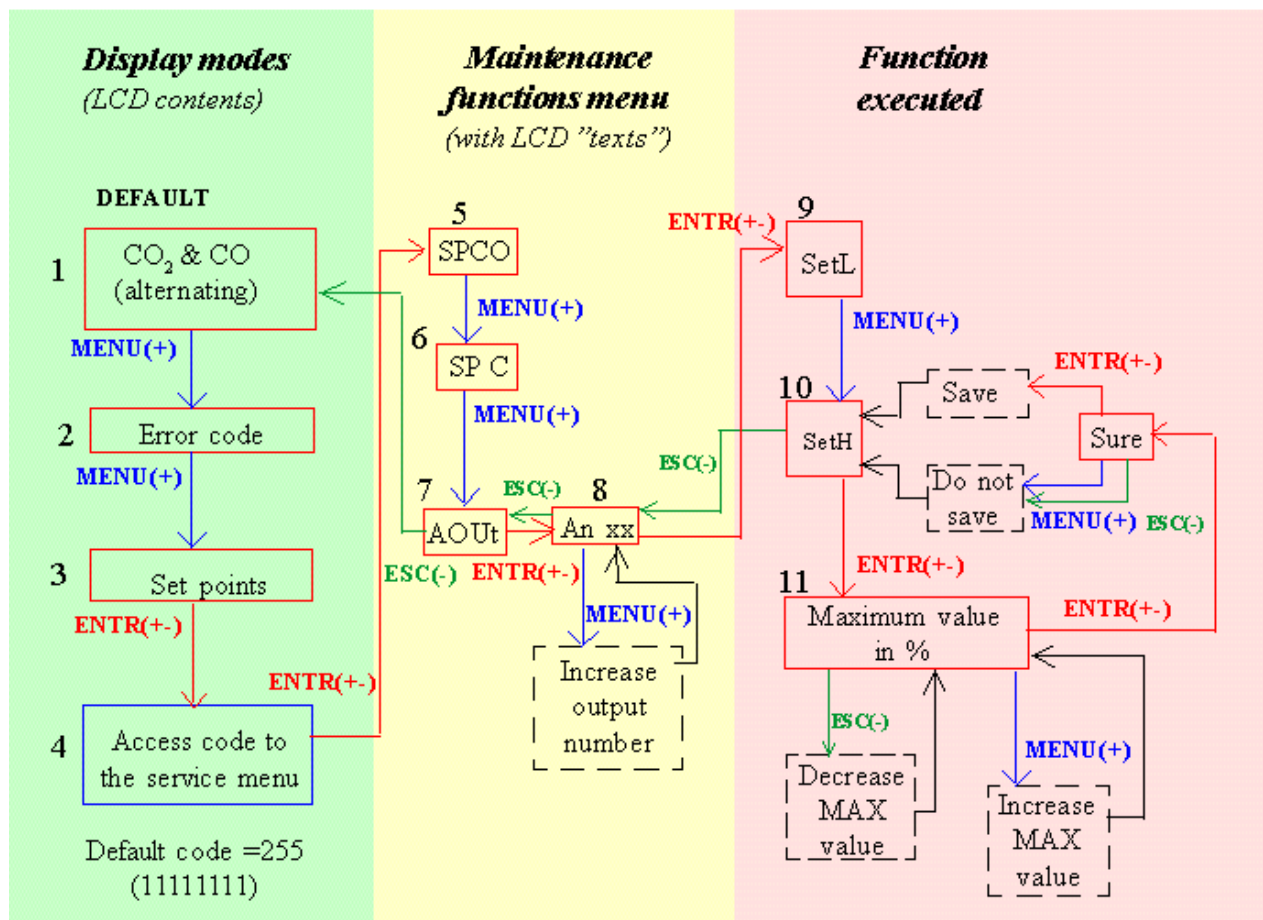 Display modes
(LCD contents)
DEFAULT
1
CO₂ & CO
(alternating)
MENU(+)
2
Error code
MENU(+)
3
Set points
ENTR(+-)
ENTR(+-)
4
Access code to
the service menu
Default code =255
(11111111)
Maintenance
functions menu
(with LCD "texts")
5
SPCO
MENU(+)
6
SP C
MENU(+)
7
AOUt
ESC(-)
ESC(-)
ENTR(+-)
8
An xx
MENU(+)
Increase
output
number
Function
executed
ENTR(+-)
9
SetL
MENU(+)
10
SetH
ESC(-)
ENTR(+-)
Save
Sure
Do not
save
MENU(+)
ESC(-)
ENTR(+-)
11
Maximum value
in %
ENTR(+-)
ESC(-)
MENU(+)
Decrease
MAX
value
Increase
MAX
value